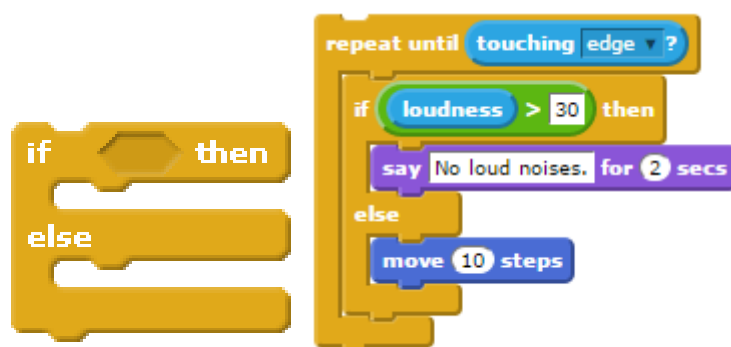 if then
else
repeat until touching edge ?
if loudness > 30 then
say No loud noises. for 2 secs
else
move 10 steps